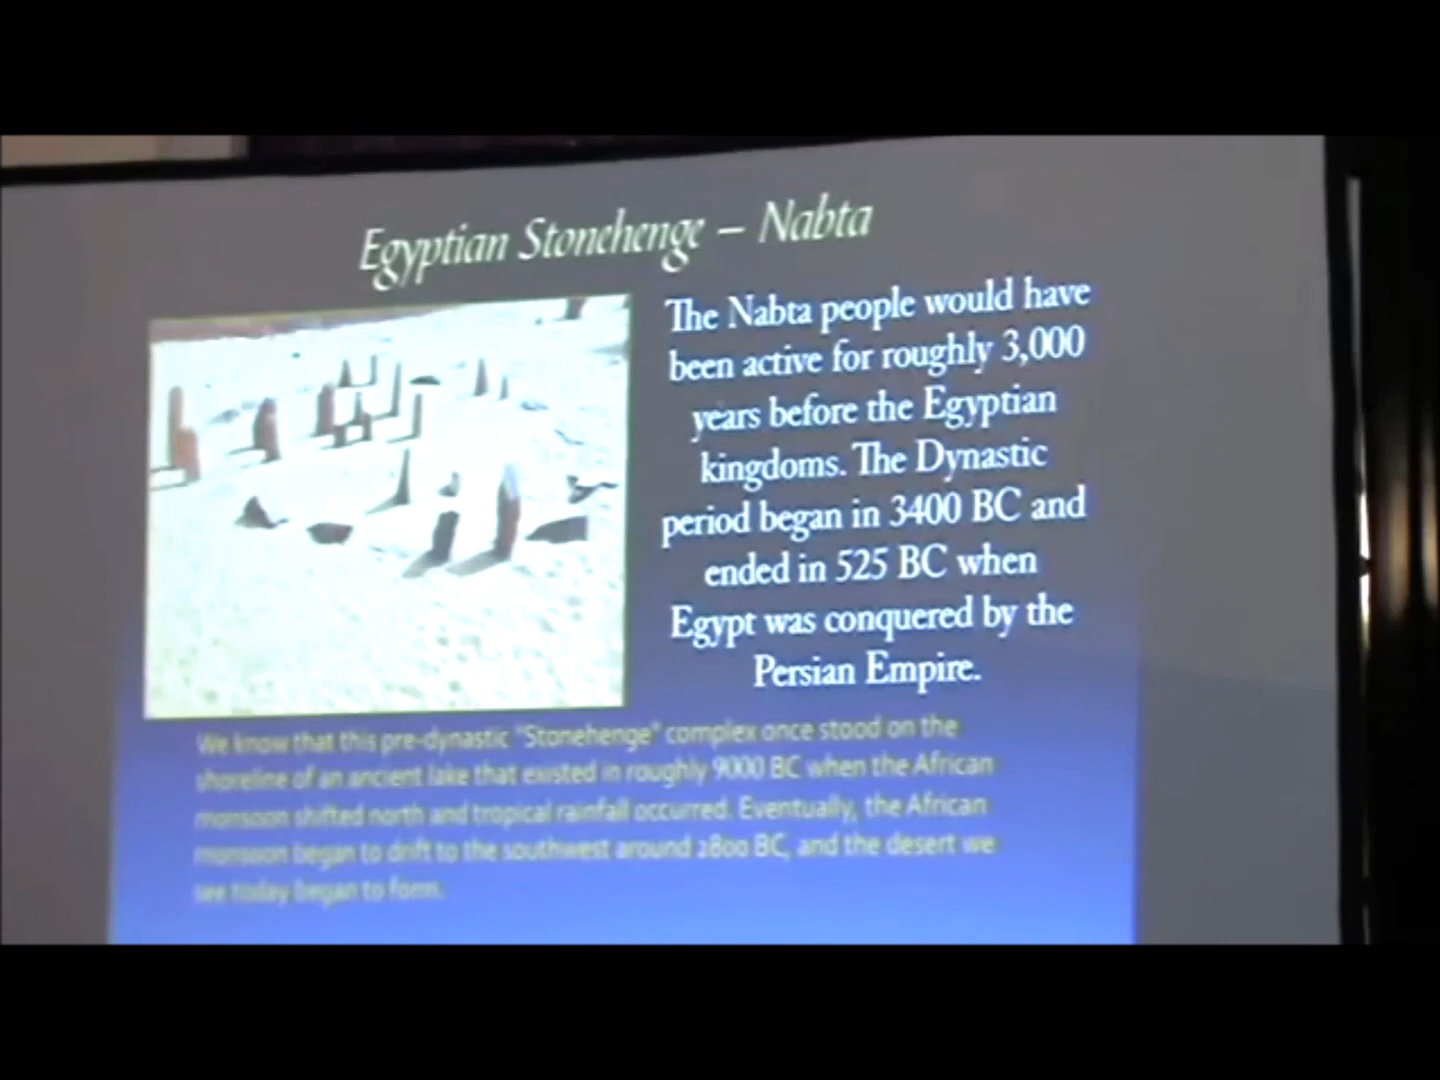 Egyptian Stonehenge – Nabta
The Nabta people would have
been active for roughly 3,000
years before the Egyptian
kingdoms. The Dynastic
period began in 3400 BC and
ended in 525 BC when
Egypt was conquered by the
Persian Empire.
We know that this pre-dynastic "Stonehenge" complex once stood on the
shoreline of an ancient lake that existed in roughly 9000 BC when the African
monsoon shifted north and tropical rainfall occurred. Eventually, the African
monsoon began to drift to the southwest around 2800 BC, and the desert we
see today began to form.